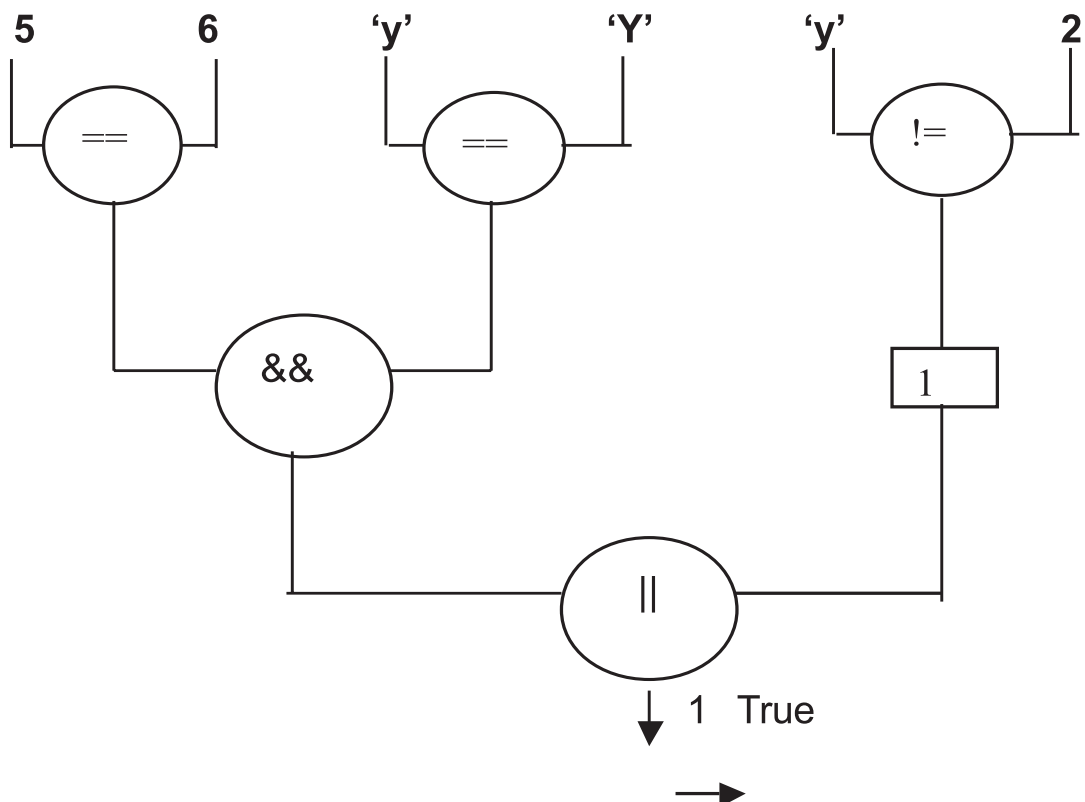 5 6 ‘y’ ‘Y’ ‘y’ 2
== == !=
&& 1
||
1 True